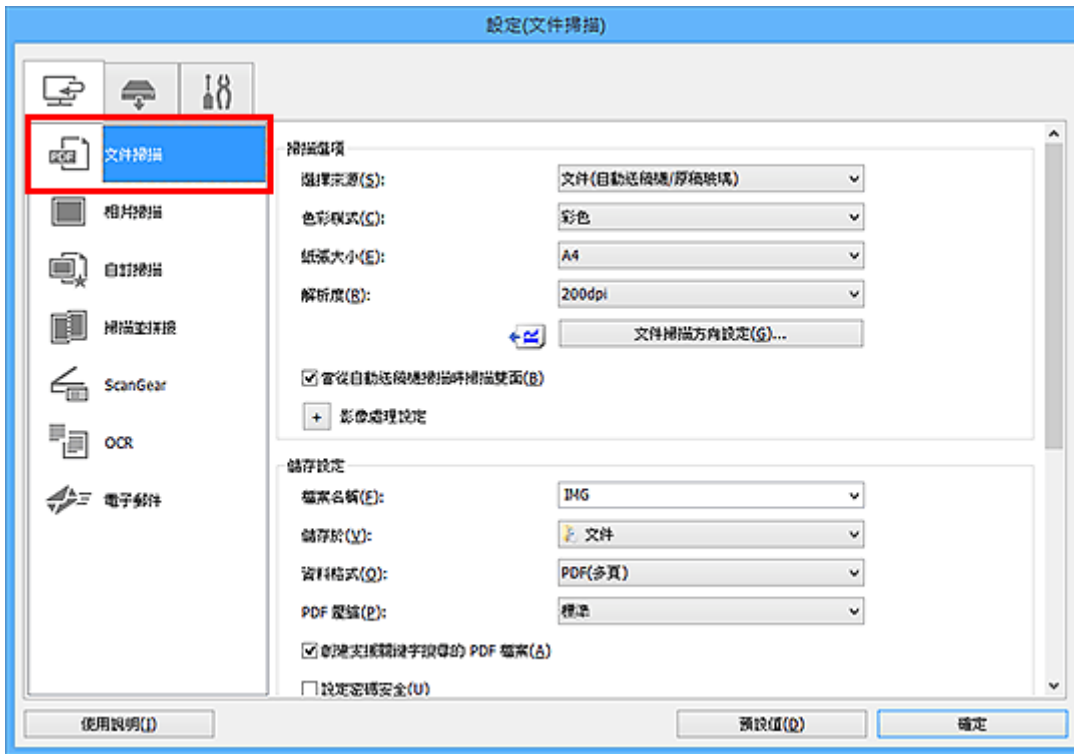 設定(文件掃描)
PDF 文件掃描
相片掃描
自訂掃描
掃描並拼接
ScanGear
OCR
電子郵件
掃描選項
選擇來源(S): 文件(自動送稿機/原稿玻璃)
色彩模式(C): 彩色
紙張大小(E): A4
解析度(R): 200dpi
文件掃描方向設定(G)...
當從自動送稿機掃描時掃描雙面(B)
+ 影像處理設定
儲存設定
檔案名稱(F): IMG
儲存於(V): 文件
資料格式(O): PDF(多頁)
PDF 壓縮(P): 標準
創建支援關鍵字搜尋的 PDF 檔案(A)
設定密碼安全(U)
使用說明(I)
預設值(D)
確定